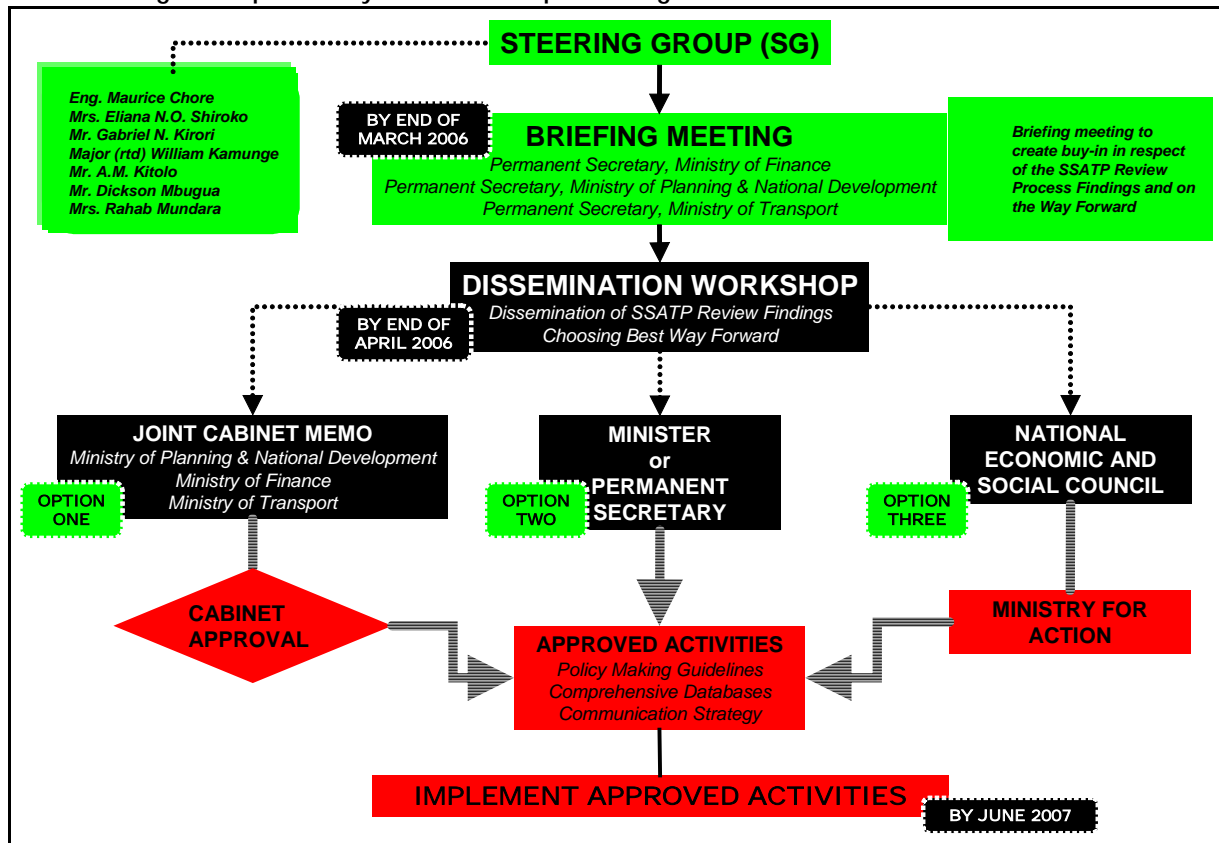 STEERING GROUP (SG)
Eng. Maurice Chore
Mrs. Eliana N.O. Shiroko
Mr. Gabriel N. Kirori
Major (rtd) William Kamunge
Mr. A.M. Kitolo
Mr. Dickson Mbugua
Mrs. Rahab Mundara
BY END OF
MARCH 2006
BRIEFING MEETING
Permanent Secretary, Ministry of Finance
Permanent Secretary, Ministry of Planning & National Development
Permanent Secretary, Ministry of Transport
Briefing meeting to
create buy-in in respect
of the SSATP Review
Process Findings and on
the Way Forward
DISSEMINATION WORKSHOP
Dissemination of SSATP Review Findings
Choosing Best Way Forward
BY END OF
APRIL 2006
JOINT CABINET MEMO
Ministry of Planning & National Development
Ministry of Finance
Ministry of Transport
OPTION
ONE
MINISTER
or
PERMANENT
SECRETARY
OPTION
TWO
NATIONAL
ECONOMIC AND
SOCIAL COUNCIL
OPTION
THREE
CABINET
APPROVAL
MINISTRY FOR
ACTION
APPROVED ACTIVITIES
Policy Making Guidelines
Comprehensive Databases
Communication Strategy
IMPLEMENT APPROVED ACTIVITIES
BY JUNE 2007